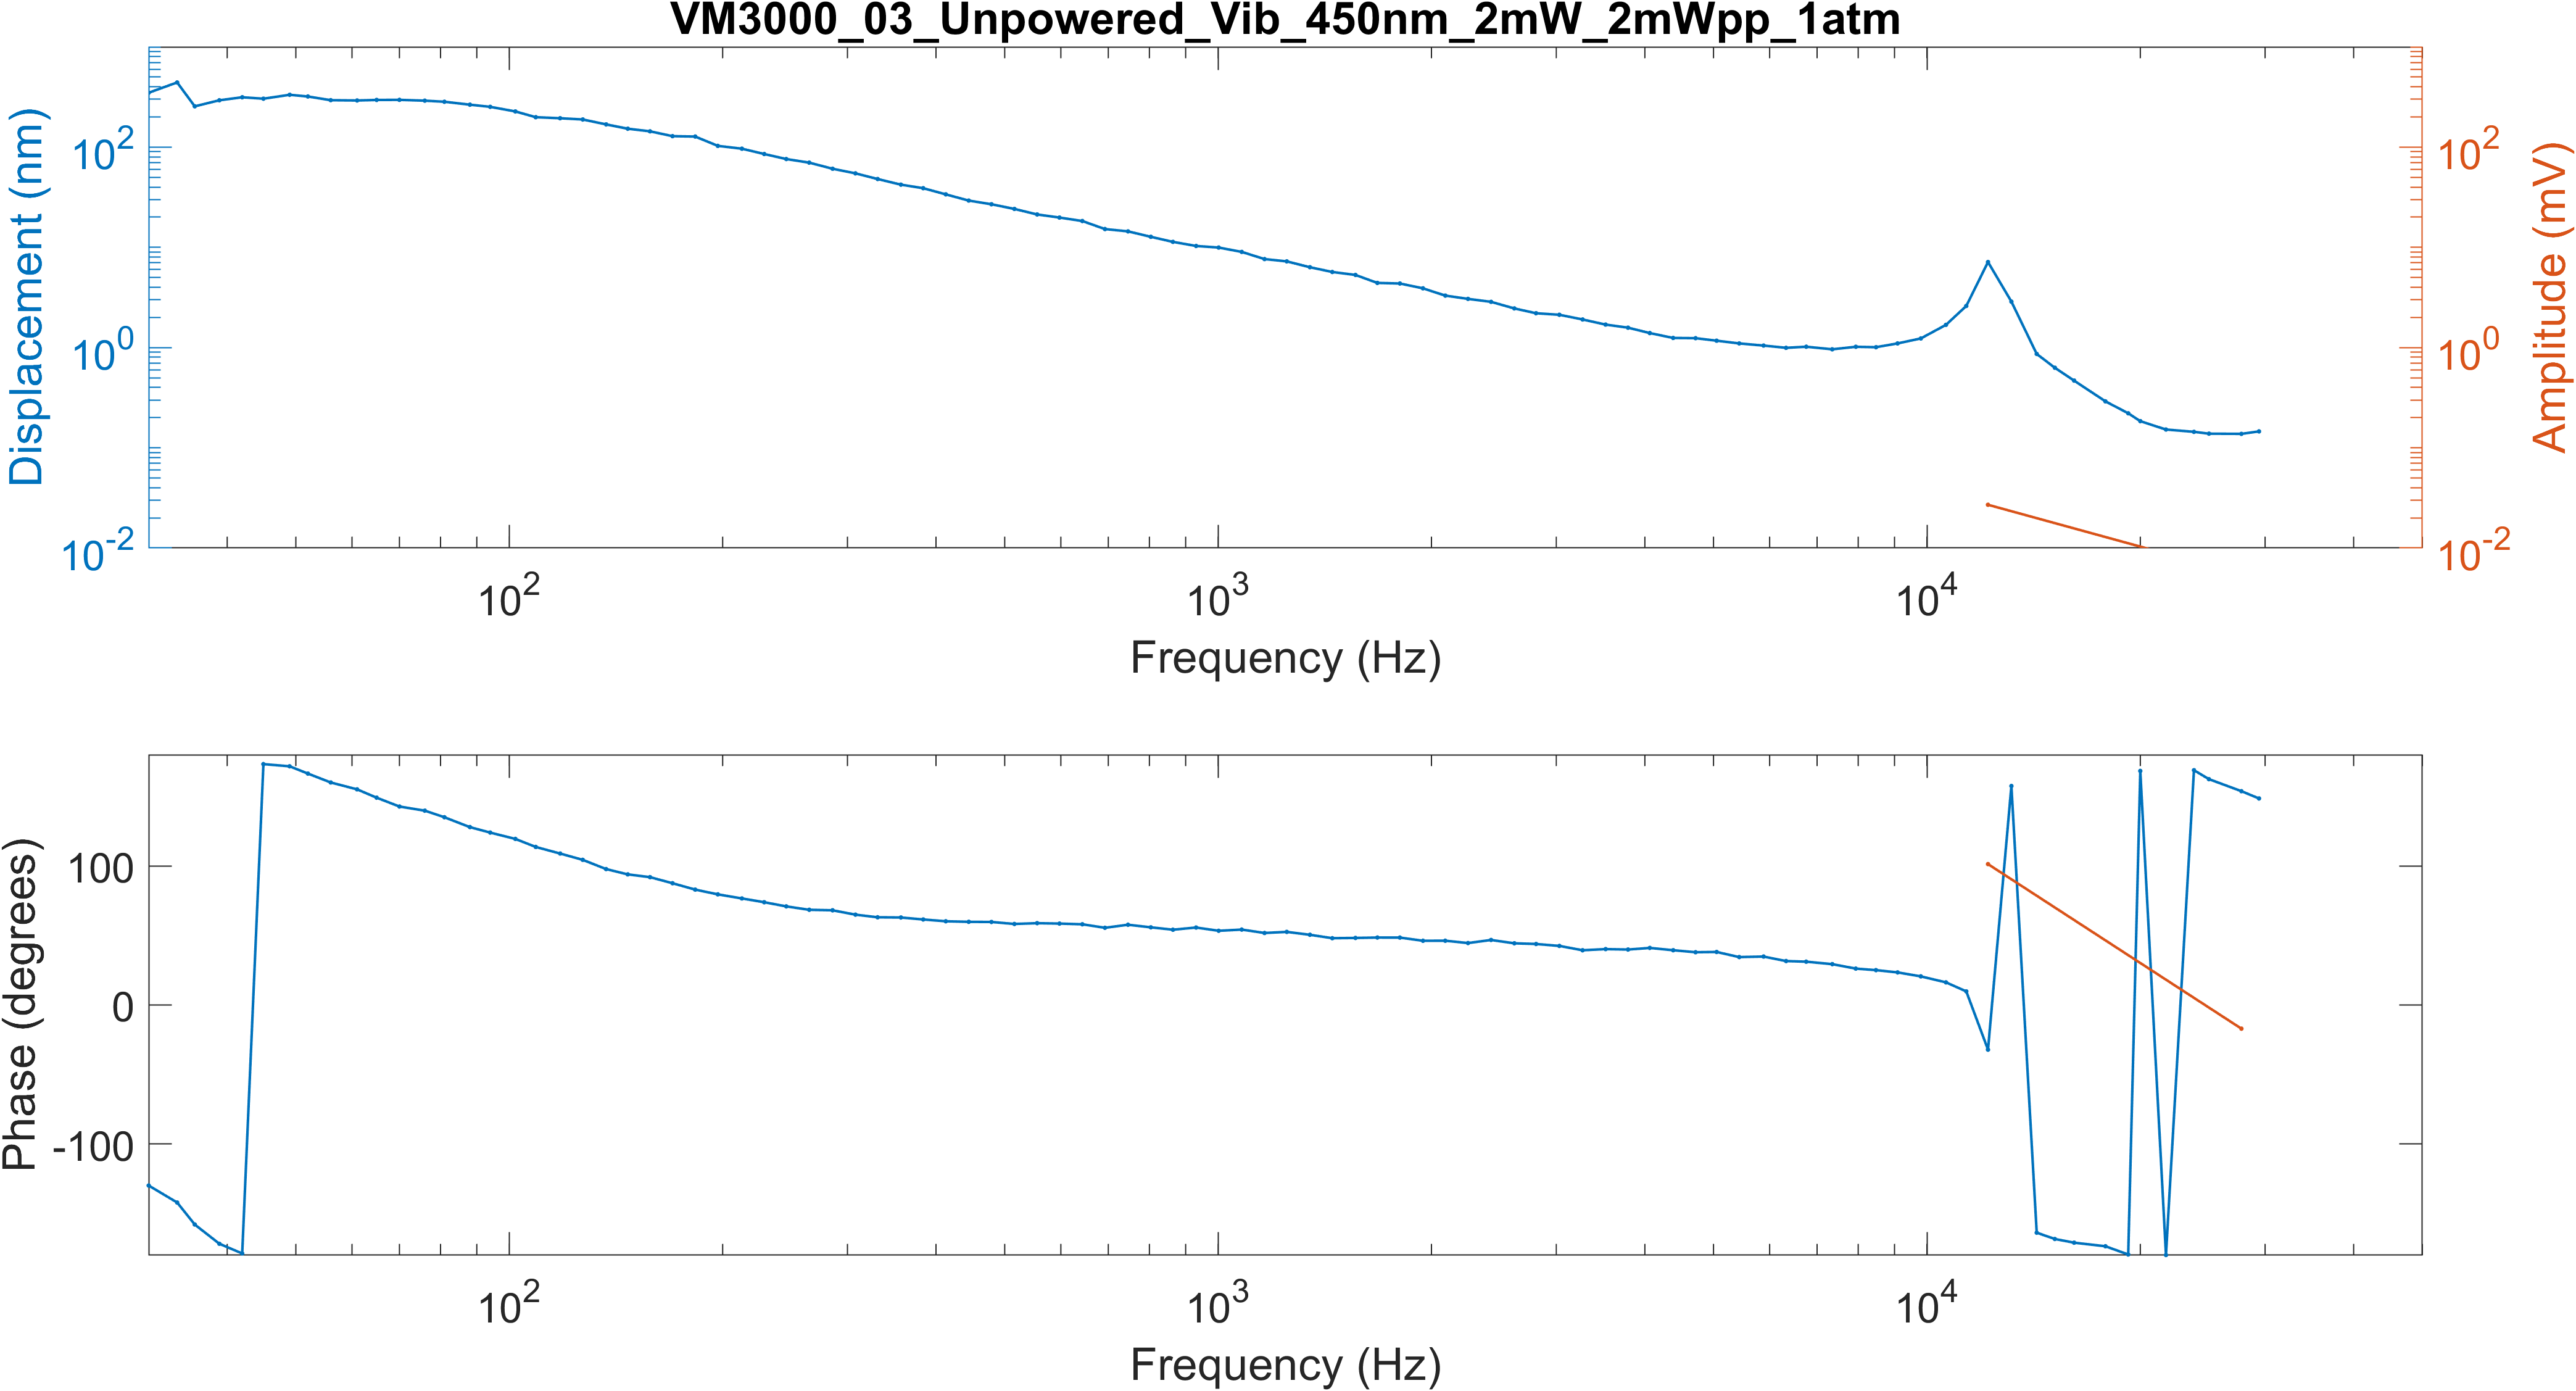 VM3000_03_Unpowered_Vib_450nm_2mW_2mWpp_1atm
Displacement (nm)
10^2
10^0
10^-2
Amplitude (mV)
10^2
10^0
10^-2
10^2
10^3
10^4
Frequency (Hz)
Phase (degrees)
100
0
-100
10^2
10^3
10^4
Frequency (Hz)